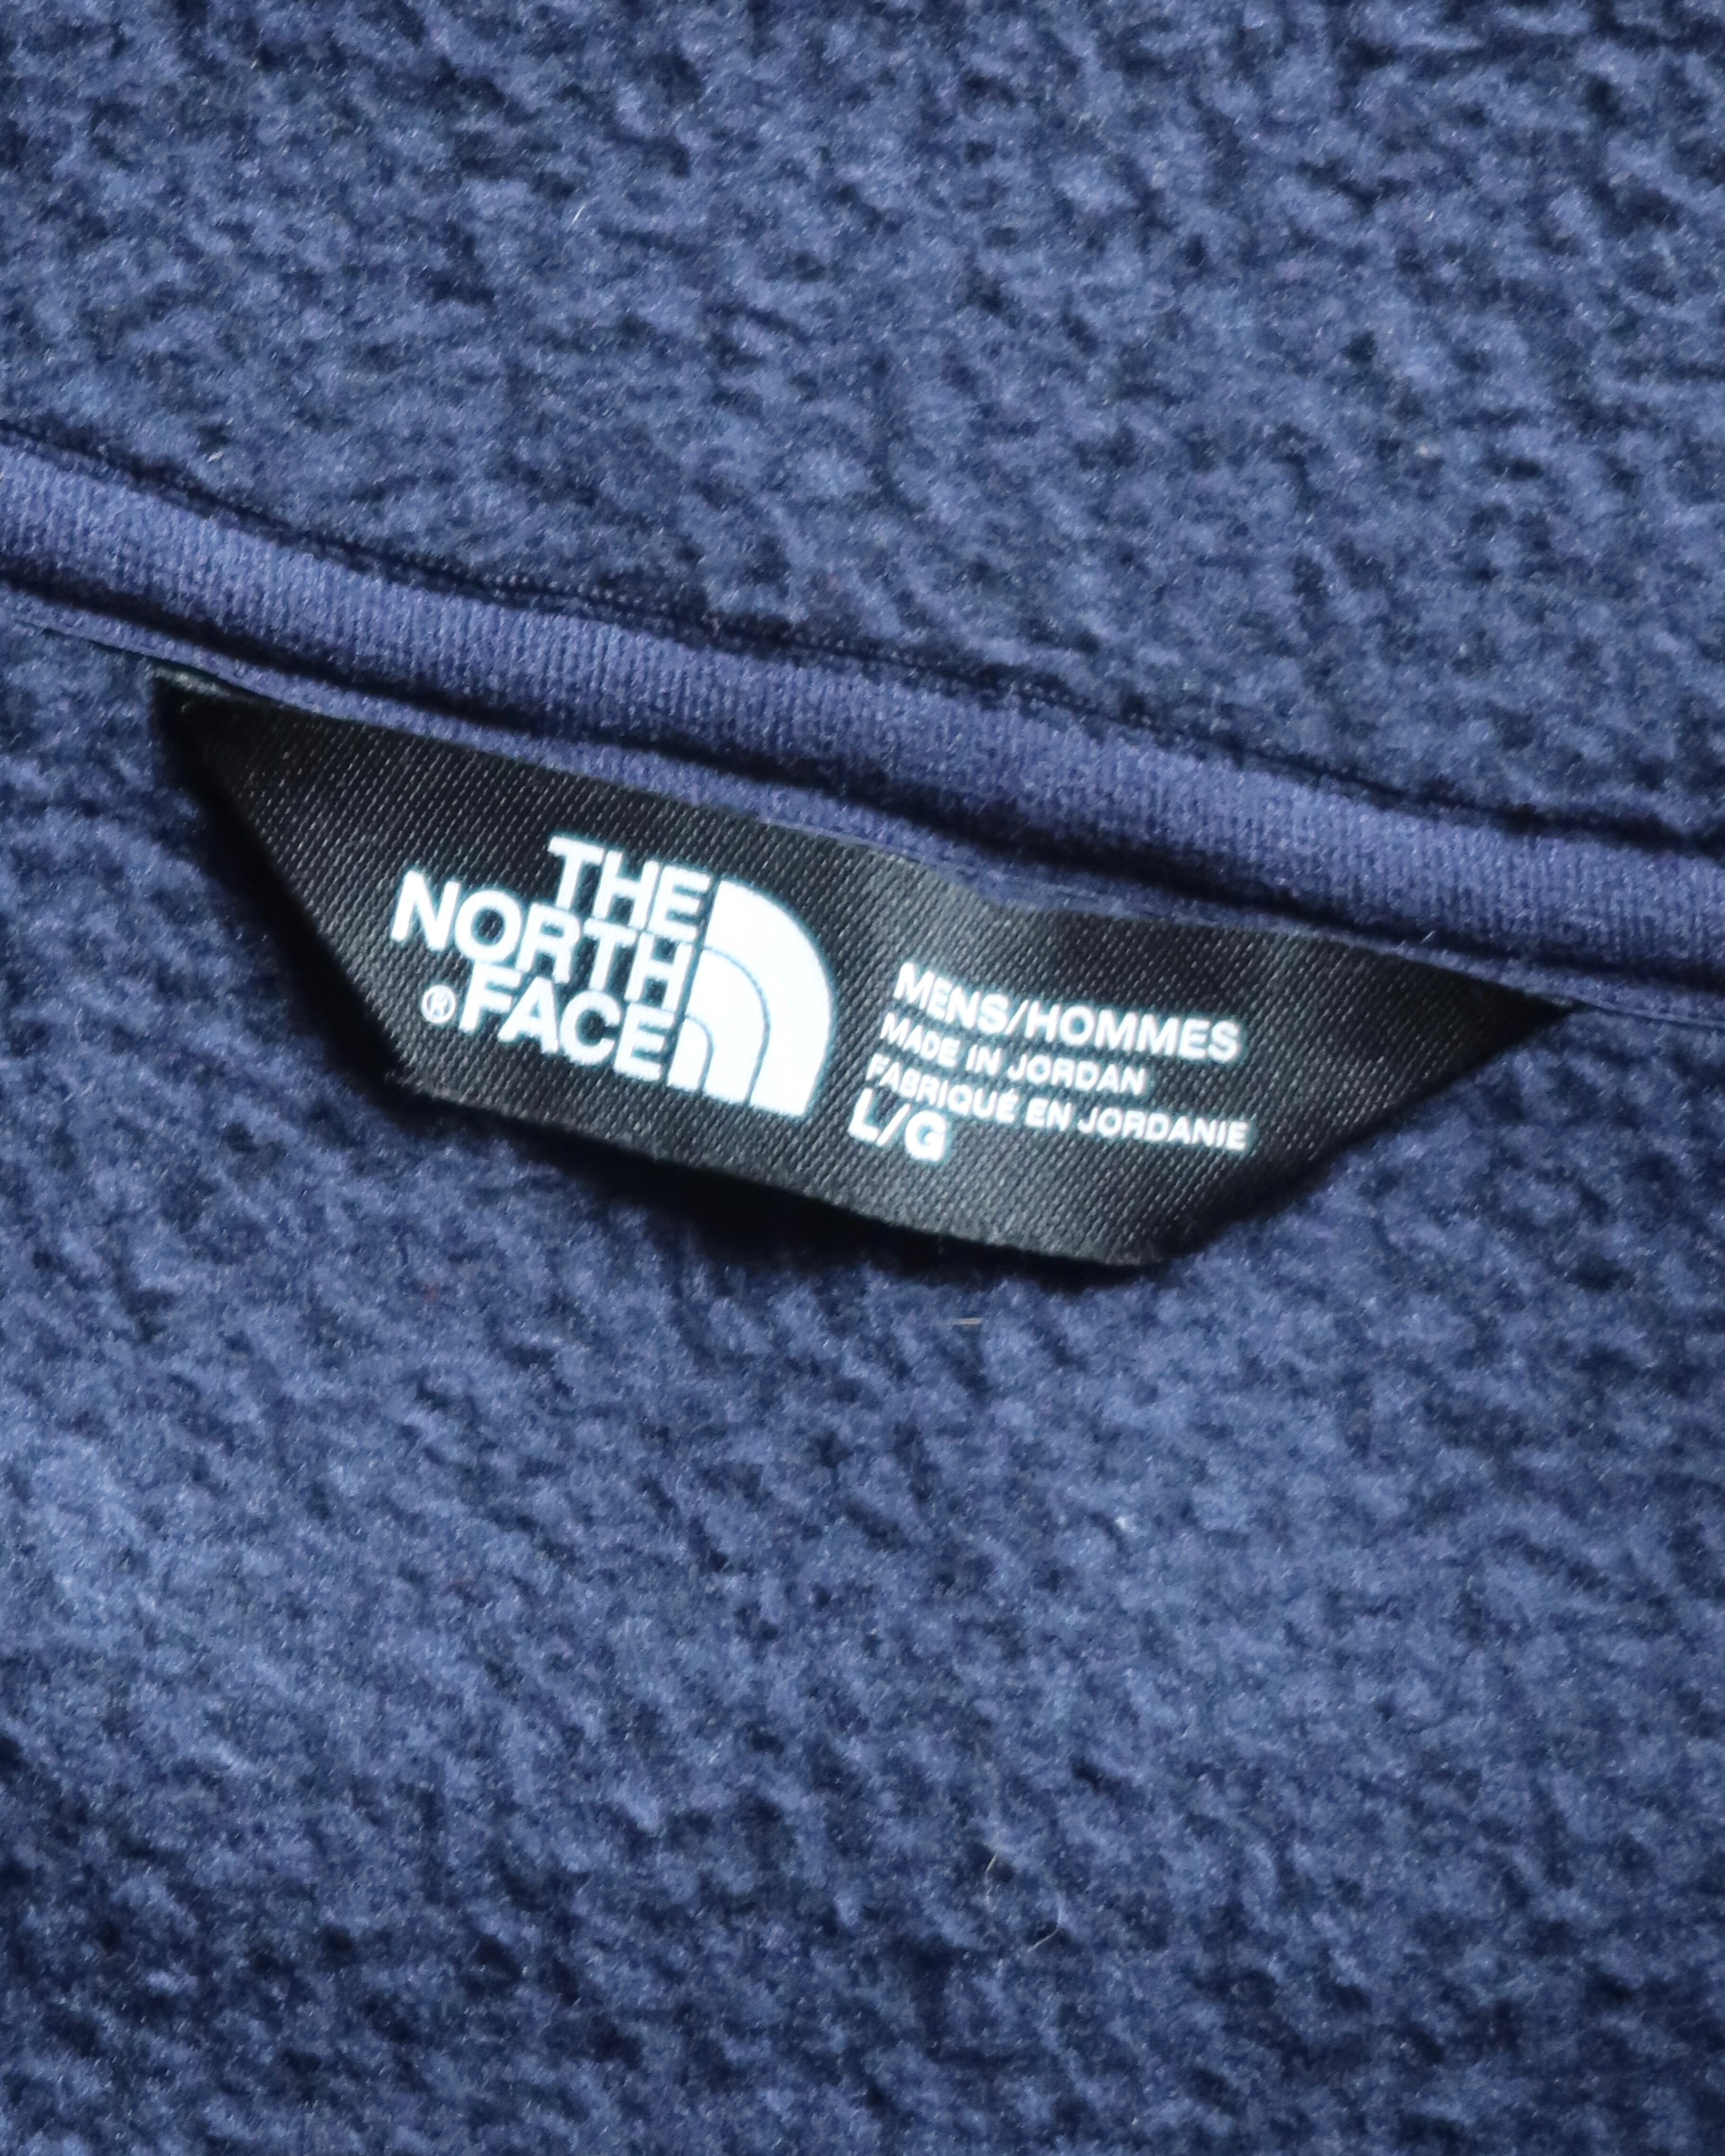 THE
NORTH
FACE®
MENS/HOMMES
MADE IN JORDAN
FABRIQUÉ EN JORDANIE
L/G